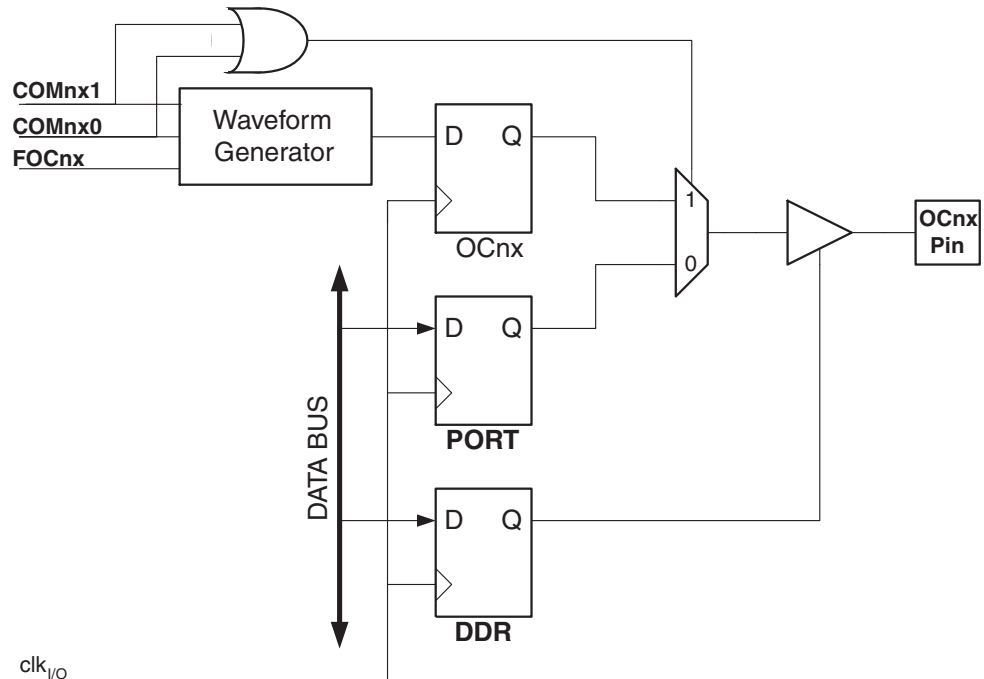 COMnx1
COMnx0
FOCnx
Waveform
Generator
D Q
OCnx
1
0
OCnx
Pin
DATA BUS
D Q
PORT
D Q
DDR
clkI/O